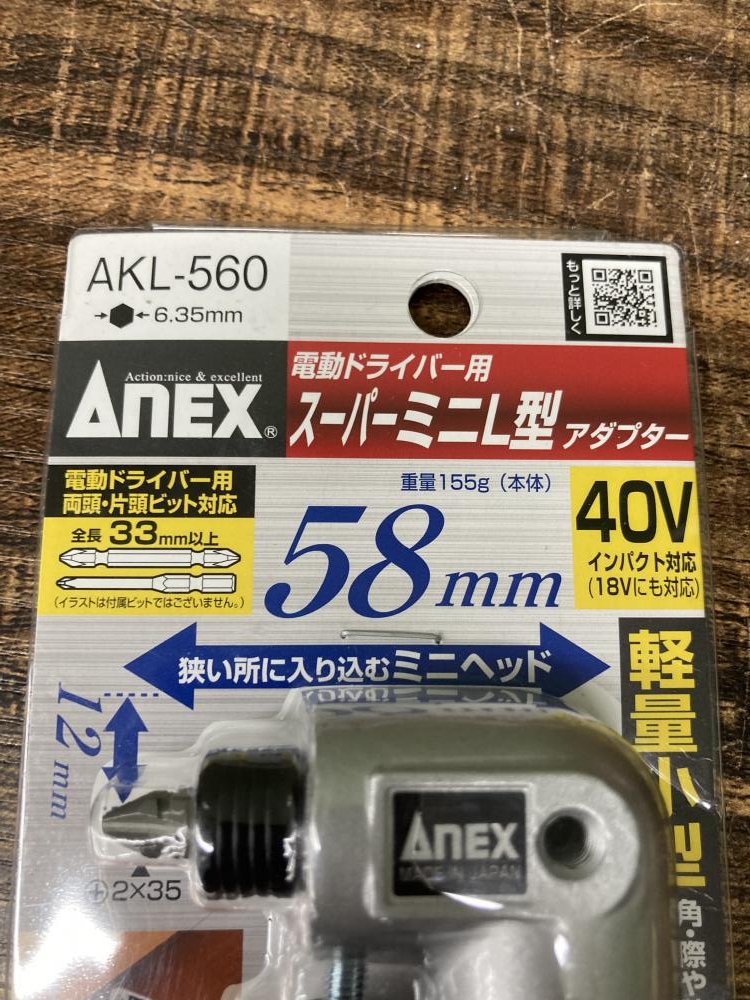 AKL-560
6.35mm
もっと詳しく
Action:nice & excellent
ANEX®
電動ドライバー用
スーパーミニL型アダプター
電動ドライバー用
両頭・片頭ビット対応
全長33mm以上
(イラストは付属ビットではございません。)
重量155g(本体)
58mm
40V
インパクト対応
(18Vにも対応)
狭い所に入り込むミニヘッド
12mm
軽量小型
角・際や
⊕2×35
ANEX
MADE IN JAPAN